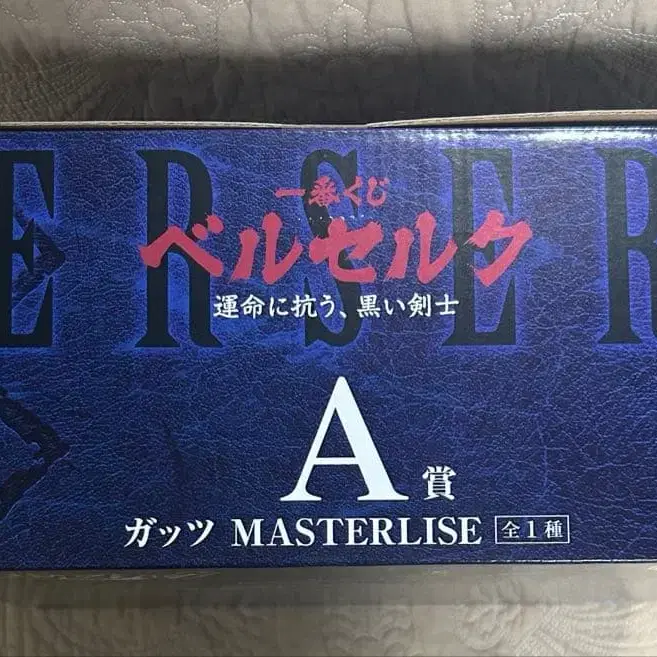 ERSER
一番くじ
ベルセルク
運命に抗う、黒い剣士
A賞
ガッツ MASTERLISE 全1種